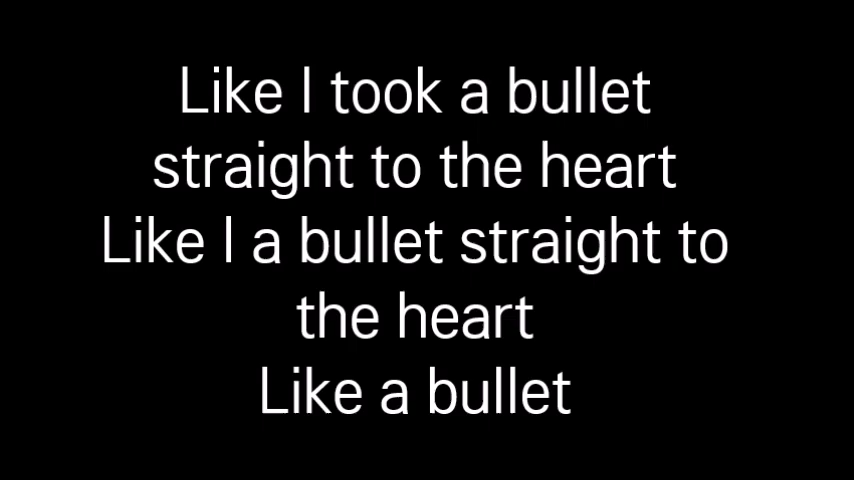 Like I took a bullet
straight to the heart
Like I a bullet straight to
the heart
Like a bullet